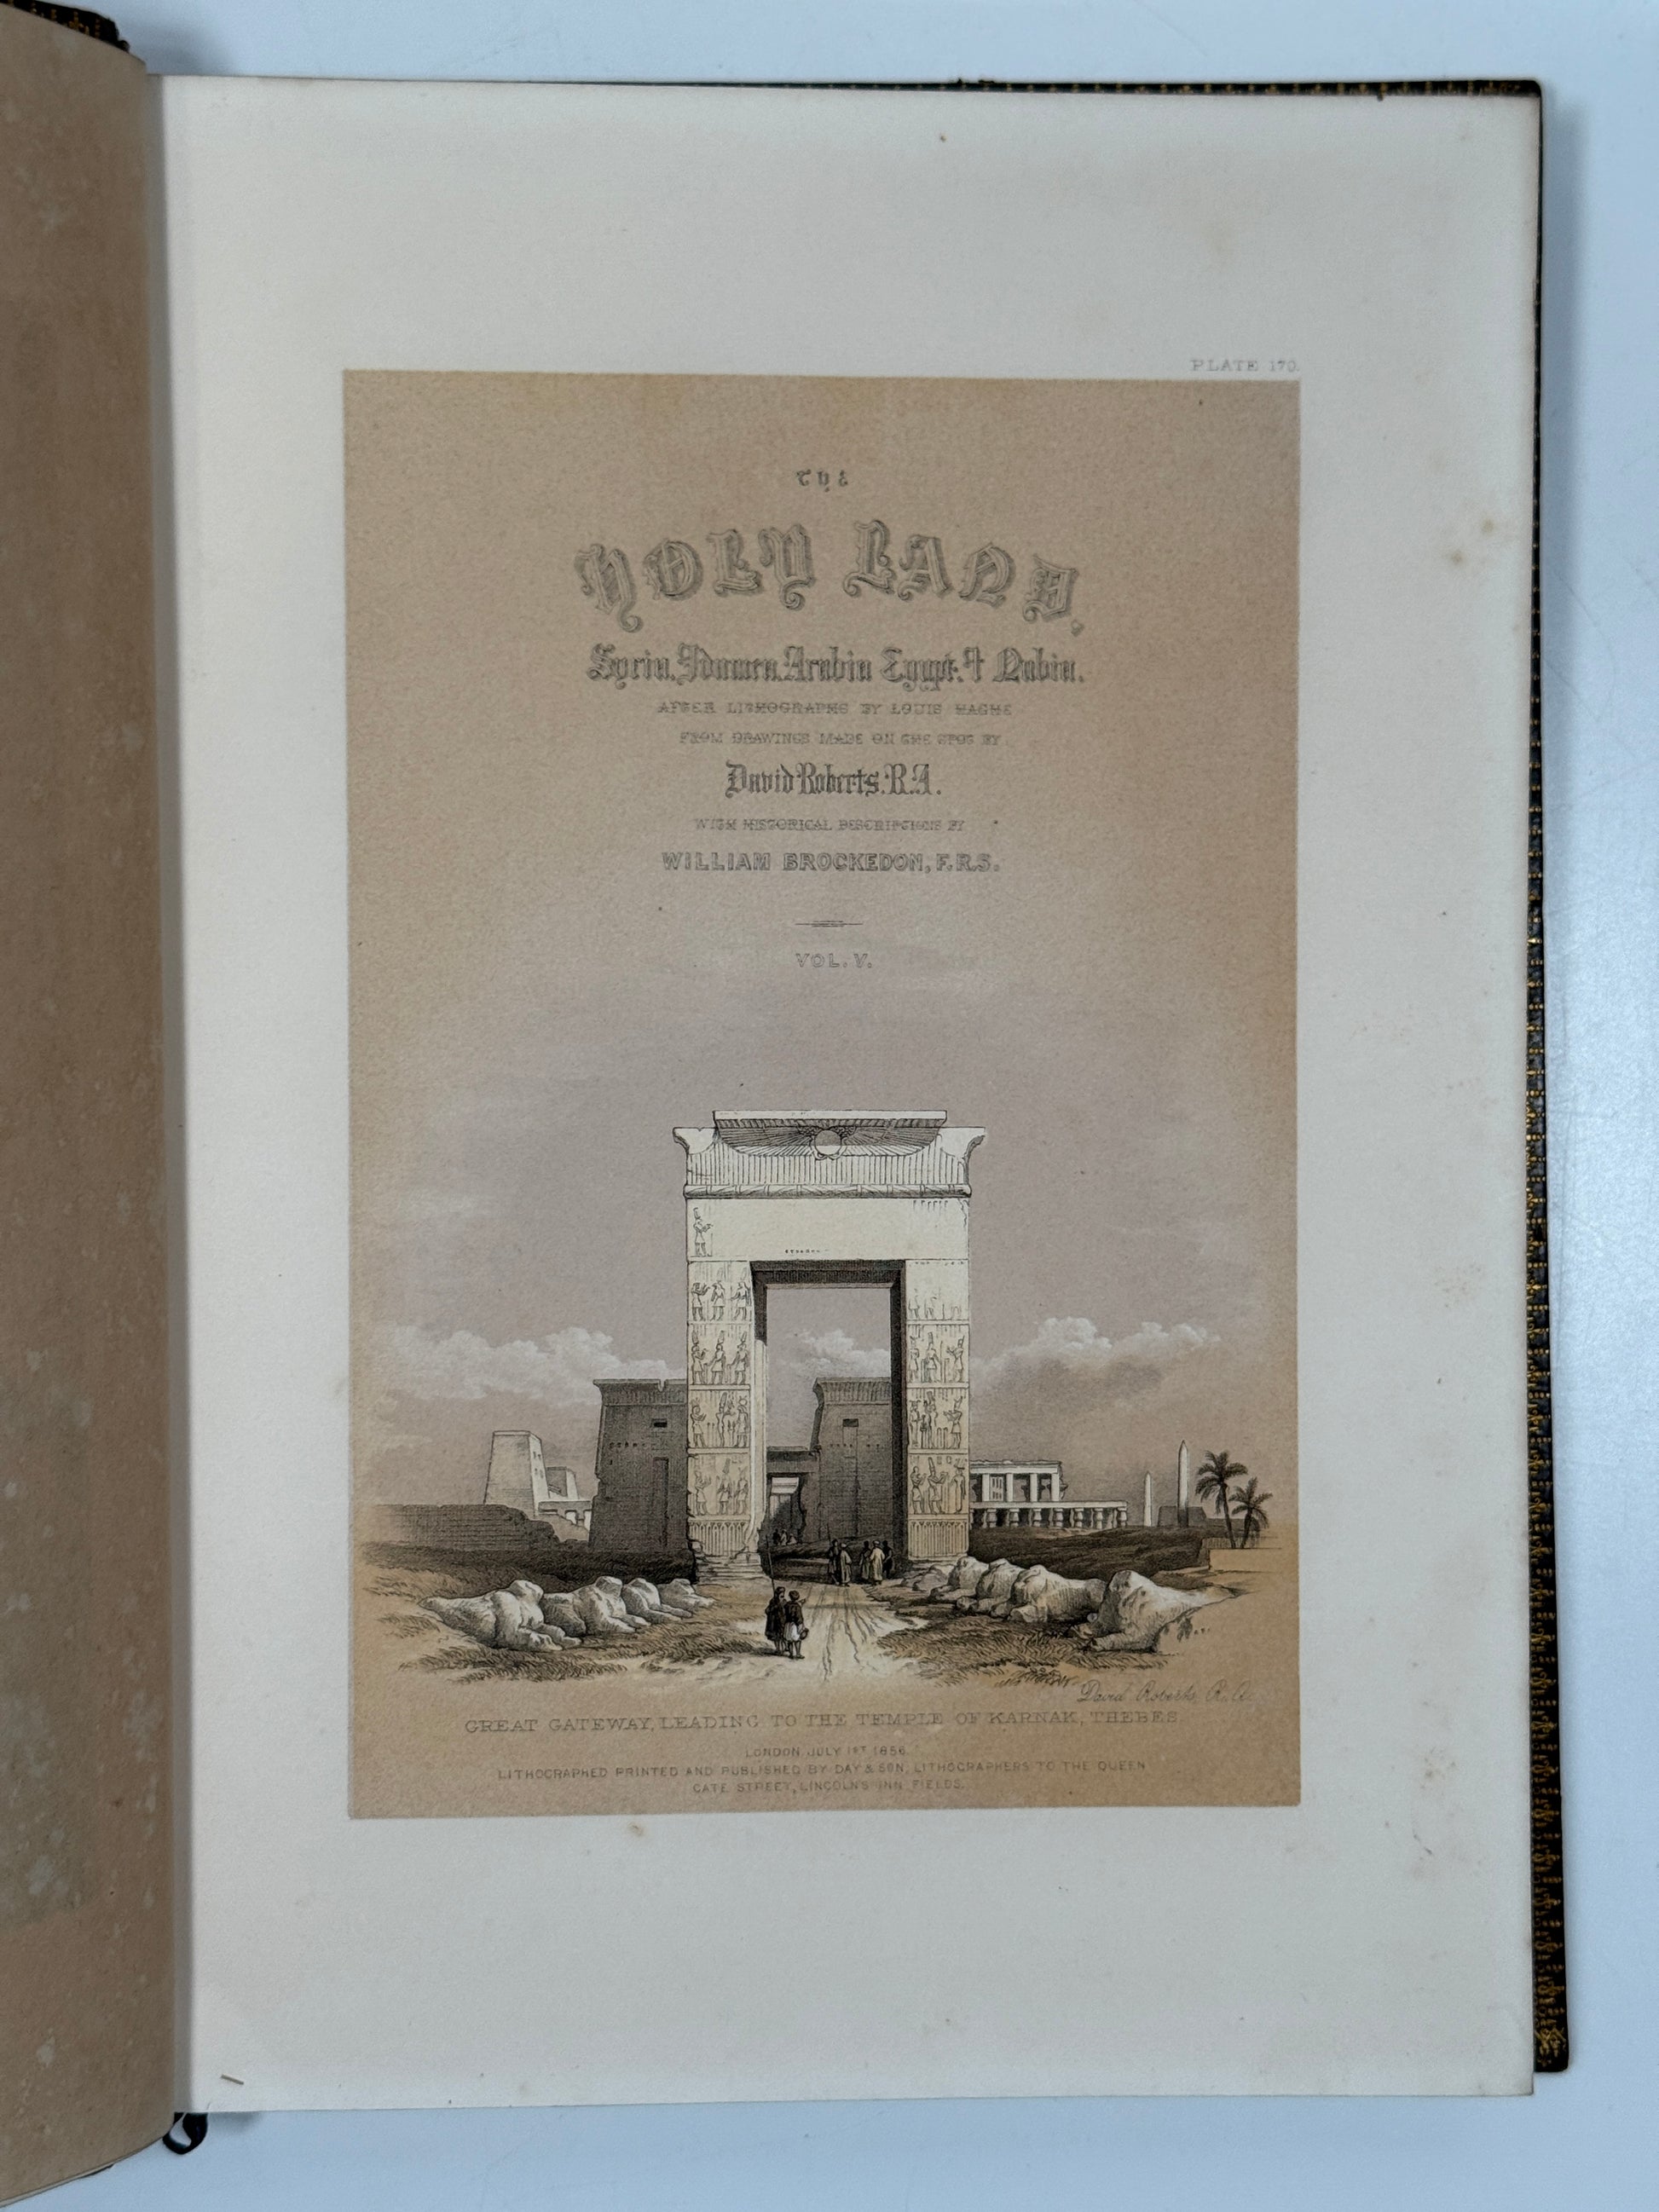 PLATE 170.
THE
HOLY LAND,
Syria, Idumea, Arabia, Egypt, & Nubia.
AFTER LITHOGRAPHS BY LOUIS HAGHE
FROM DRAWINGS MADE ON THE SPOT BY
David Roberts, R.A.
WITH HISTORICAL DESCRIPTIONS BY
WILLIAM BROCKEDON, F.R.S.
VOL. V.
David Roberts, R.A.
GREAT GATEWAY, LEADING TO THE TEMPLE OF KARNAK, THEBES
LONDON JULY 1ST 1856.
LITHOGRAPHED PRINTED AND PUBLISHED BY DAY & SON, LITHOGRAPHERS TO THE QUEEN
GATE STREET, LINCOLN'S INN FIELDS.